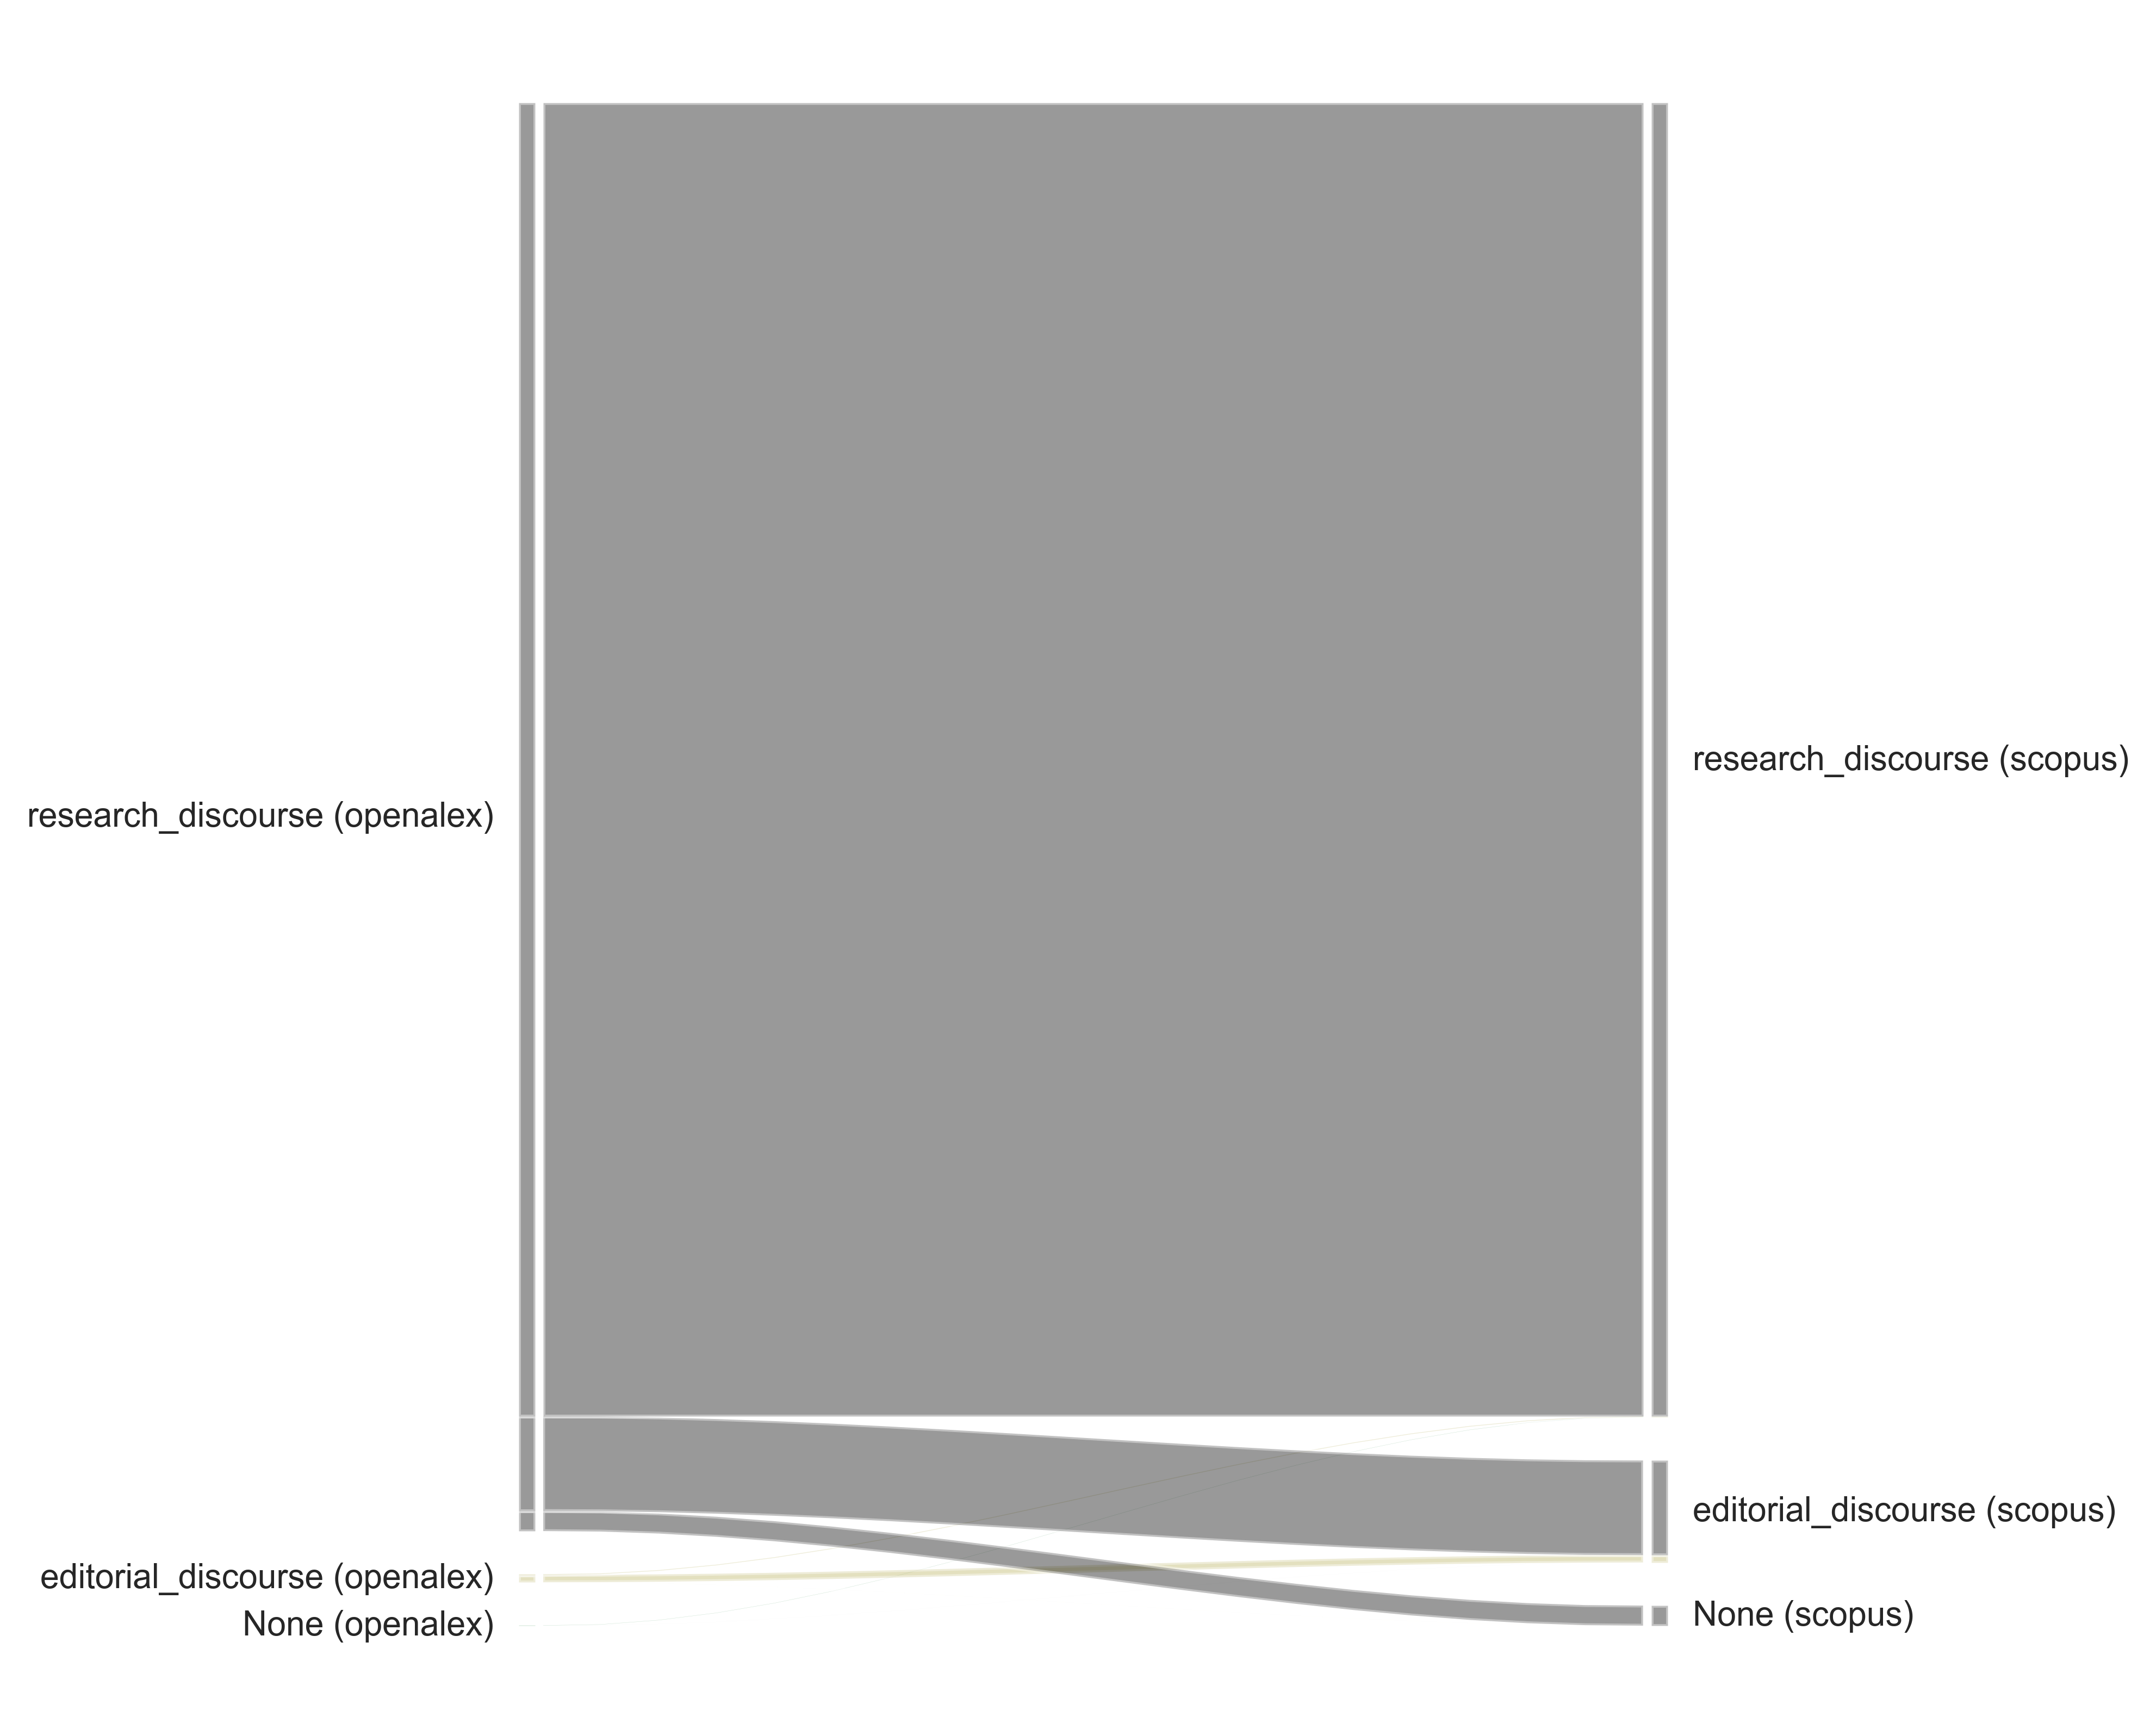 research_discourse (openalex)
editorial_discourse (openalex)
None (openalex)
research_discourse (scopus)
editorial_discourse (scopus)
None (scopus)